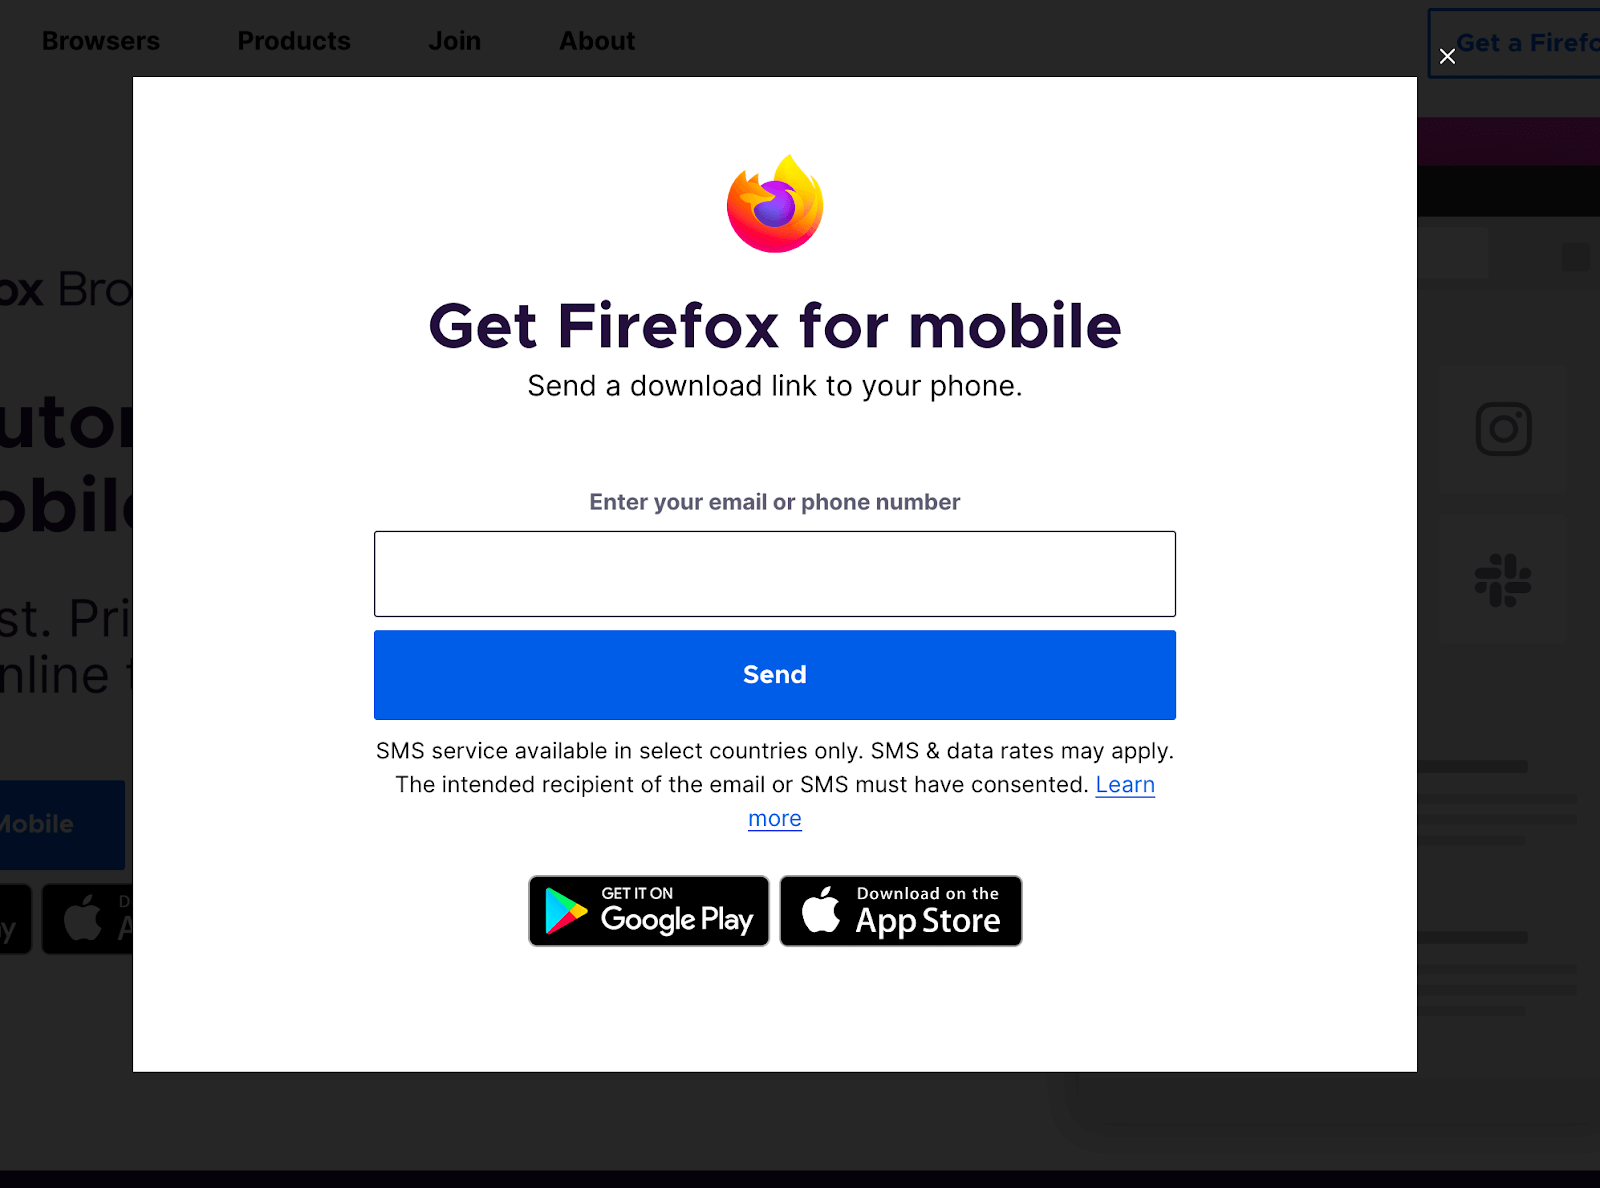 Browsers Products Join About
Get a Firefo
Get Firefox for mobile
Send a download link to your phone.
Enter your email or phone number
Send
SMS service available in select countries only. SMS & data rates may apply.
The intended recipient of the email or SMS must have consented. Learn
more
GET IT ON
Google Play
Download on the
App Store
ox Bro
utor
obile
st. Pri
nline t
Mobile
y
D
A